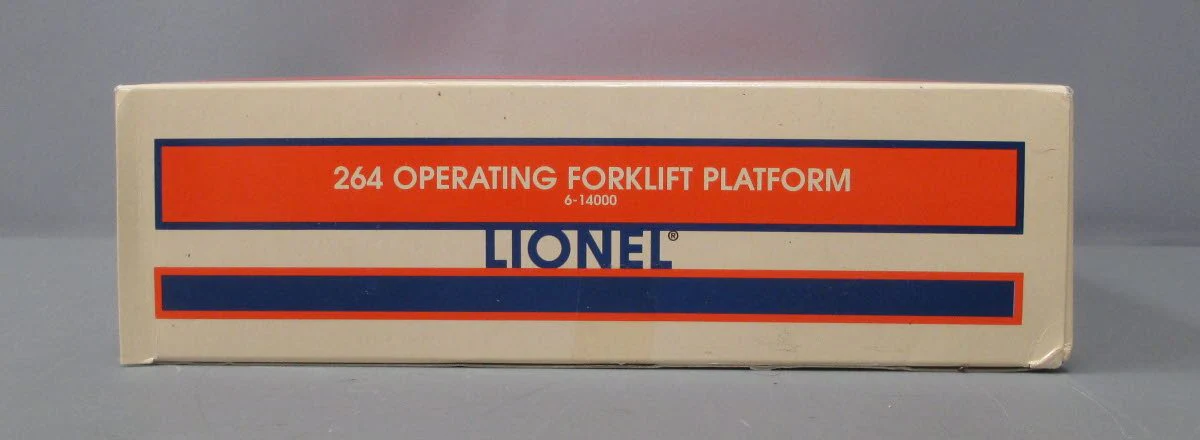 264 OPERATING FORKLIFT PLATFORM
6-14000
LIONEL®